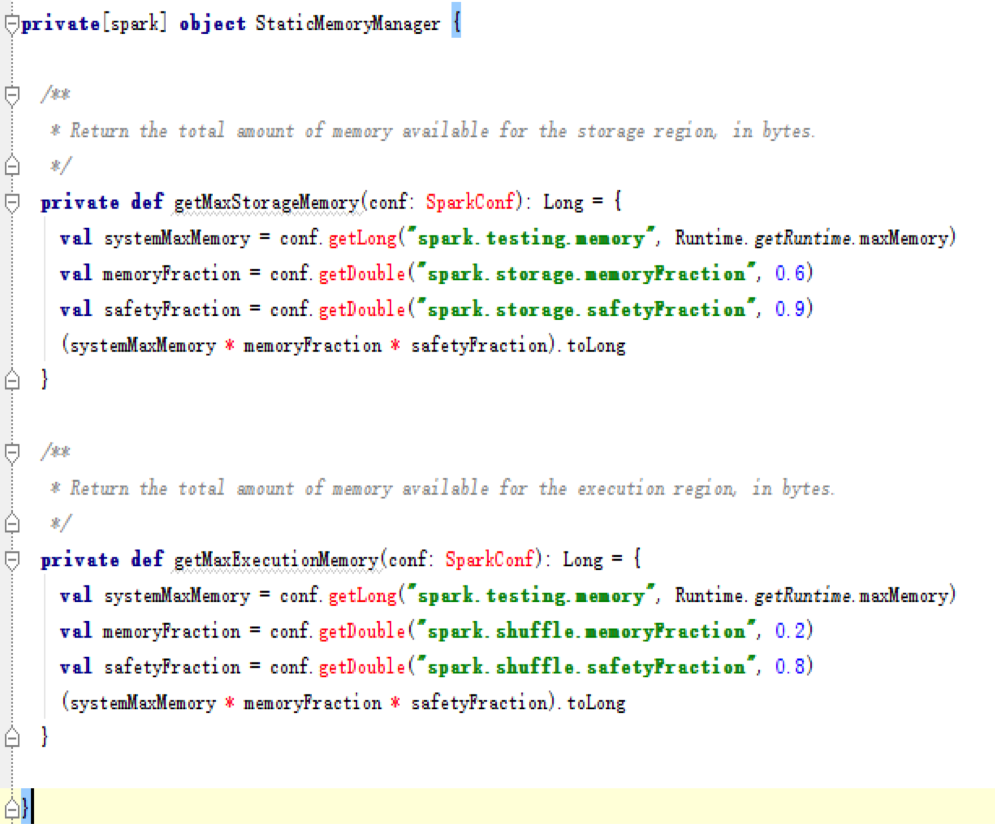 private[spark] object StaticMemoryManager {
/**
* Return the total amount of memory available for the storage region, in bytes.
*/
private def getMaxStorageMemory(conf: SparkConf): Long = {
val systemMaxMemory = conf.getLong("spark.testing.memory", Runtime.getRuntime.maxMemory)
val memoryFraction = conf.getDouble("spark.storage.memoryFraction", 0.6)
val safetyFraction = conf.getDouble("spark.storage.safetyFraction", 0.9)
(systemMaxMemory * memoryFraction * safetyFraction).toLong
}
/**
* Return the total amount of memory available for the execution region, in bytes.
*/
private def getMaxExecutionMemory(conf: SparkConf): Long = {
val systemMaxMemory = conf.getLong("spark.testing.memory", Runtime.getRuntime.maxMemory)
val memoryFraction = conf.getDouble("spark.shuffle.memoryFraction", 0.2)
val safetyFraction = conf.getDouble("spark.shuffle.safetyFraction", 0.8)
(systemMaxMemory * memoryFraction * safetyFraction).toLong
}
}